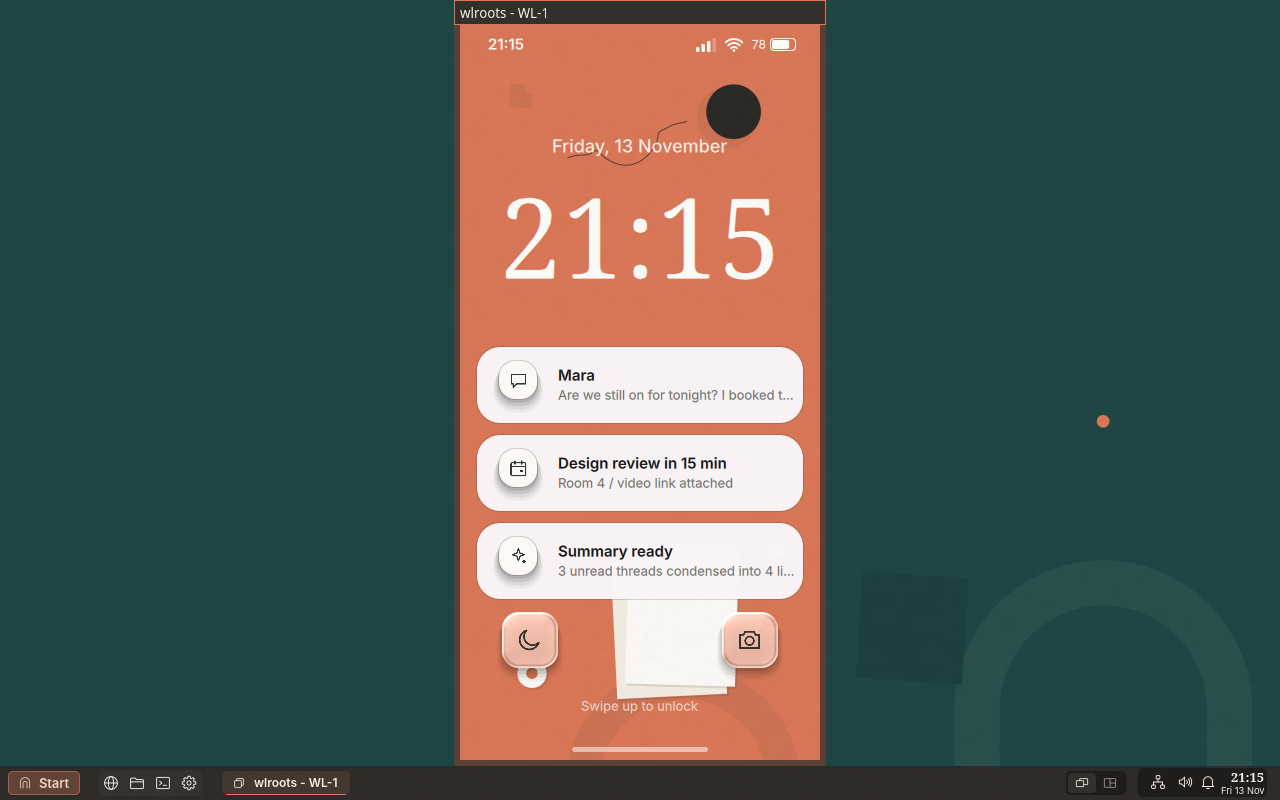 wlroots - WL-1
21:15
78
Friday, 13 November
21:15
Mara
Are we still on for tonight? I booked t...
Design review in 15 min
Room 4 / video link attached
Summary ready
3 unread threads condensed into 4 li...
Swipe up to unlock
Start
wlroots - WL-1
21:15
Fri 13 Nov